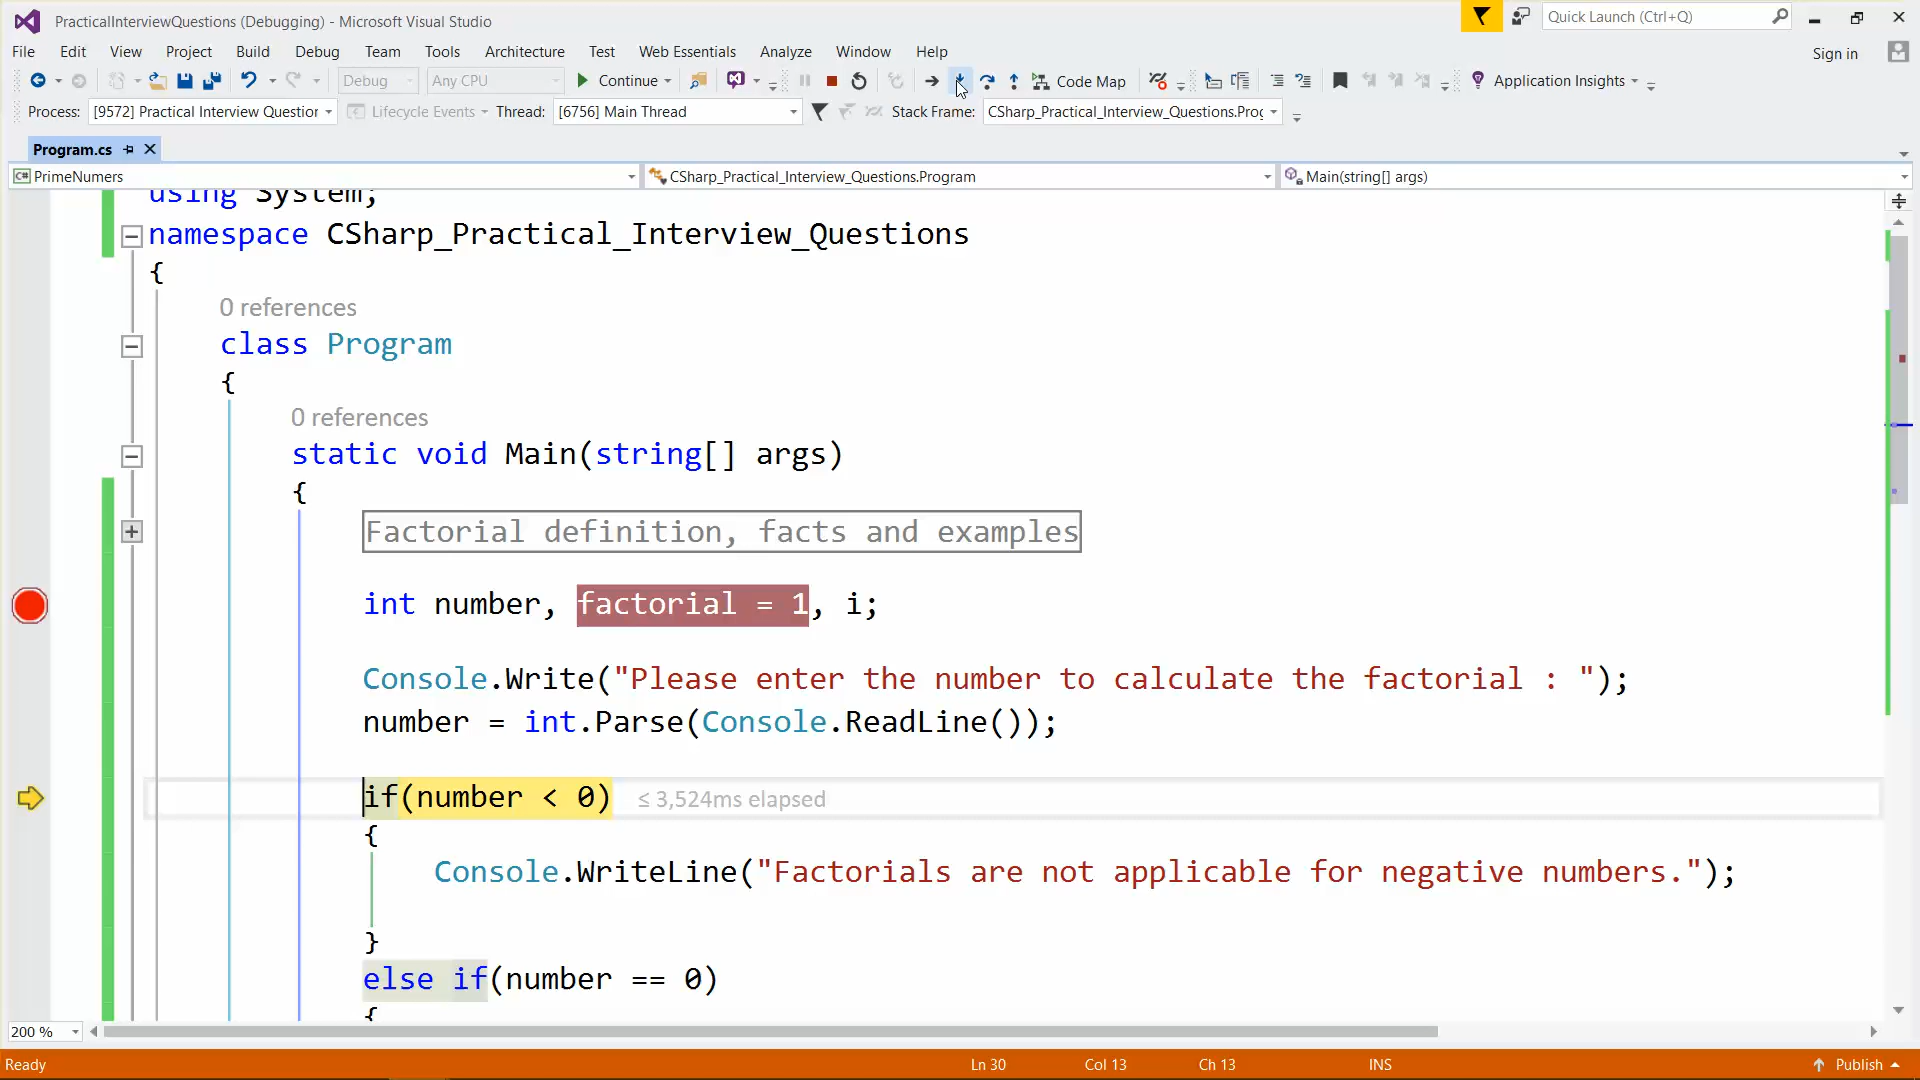 PracticalInterviewQuestions (Debugging) - Microsoft Visual Studio
Quick Launch (Ctrl+Q)
File Edit View Project Build Debug Team Tools Architecture Test Web Essentials Analyze Window Help
Sign in
Debug Any CPU Continue Code Map Application Insights
Process: [9572] Practical Interview Question Lifecycle Events Thread: [6756] Main Thread Stack Frame: CSharp_Practical_Interview_Questions.Prog
Program.cs
C# PrimeNumers CSharp_Practical_Interview_Questions.Program Main(string[] args)
using System;
namespace CSharp_Practical_Interview_Questions
{
0 references
class Program
{
0 references
static void Main(string[] args)
{
Factorial definition, facts and examples
int number, factorial = 1, i;
Console.Write("Please enter the number to calculate the factorial : ");
number = int.Parse(Console.ReadLine());
if(number < 0) ≤ 3,524ms elapsed
{
Console.WriteLine("Factorials are not applicable for negative numbers.");
}
else if(number == 0)
{
200 %
Ready Ln 30 Col 13 Ch 13 INS Publish